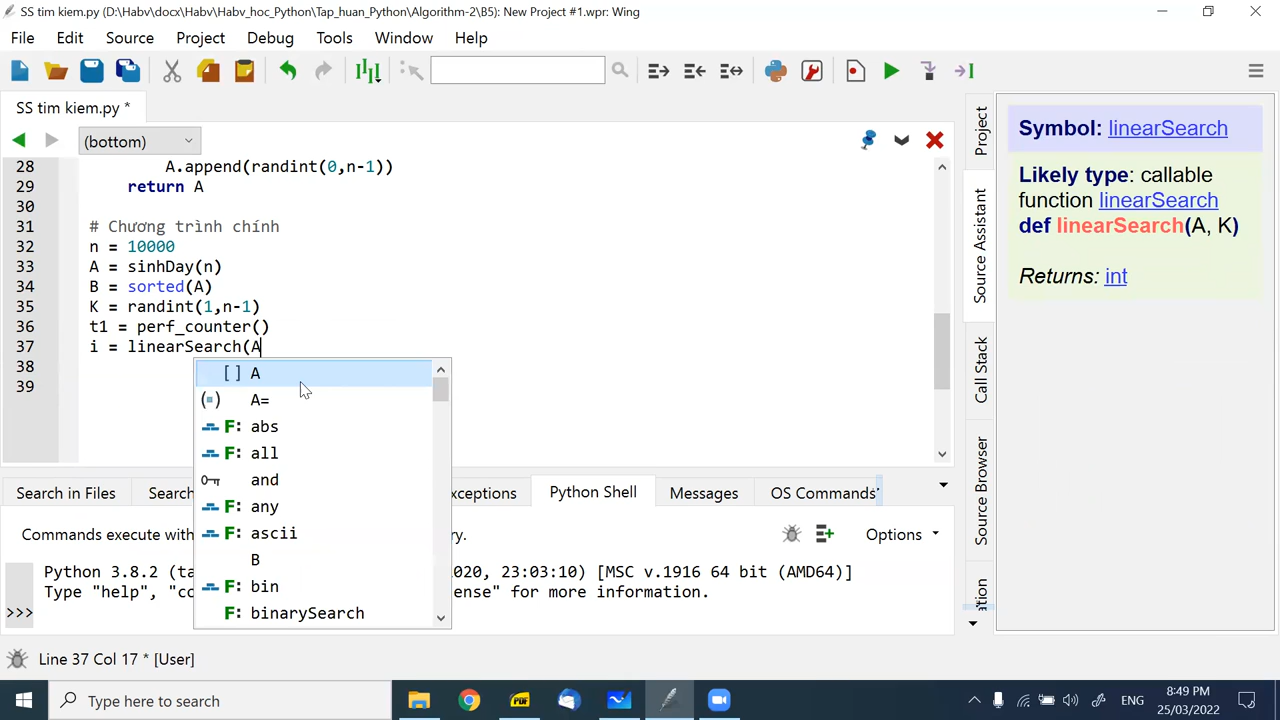 SS tim kiem.py (D:\Habv\docx\Habv\Habv_hoc_Python\Tap_huan_Python\Algorithm-2\B5): New Project #1.wpr: Wing
File Edit Source Project Debug Tools Window Help
SS tim kiem.py *
(bottom)
28 A.append(randint(0,n-1))
29 return A
30
31 # Chương trình chính
32 n = 10000
33 A = sinhDay(n)
34 B = sorted(A)
35 K = randint(1,n-1)
36 t1 = perf_counter()
37 i = linearSearch(A
38
39
[] A
A=
F: abs
F: all
and
F: any
F: ascii
B
F: bin
F: binarySearch
Project
Source Assistant
Call Stack
Source Browser
Symbol: linearSearch
Likely type: callable
function linearSearch
def linearSearch(A, K)
Returns: int
Search in Files Search xceptions Python Shell Messages OS Commands
Commands execute with ry. Options
Python 3.8.2 (ta 020, 23:03:10) [MSC v.1916 64 bit (AMD64)]
Type "help", "co ense" for more information.
>>>
Line 37 Col 17 * [User]
Type here to search
PDF
ENG
8:49 PM
25/03/2022